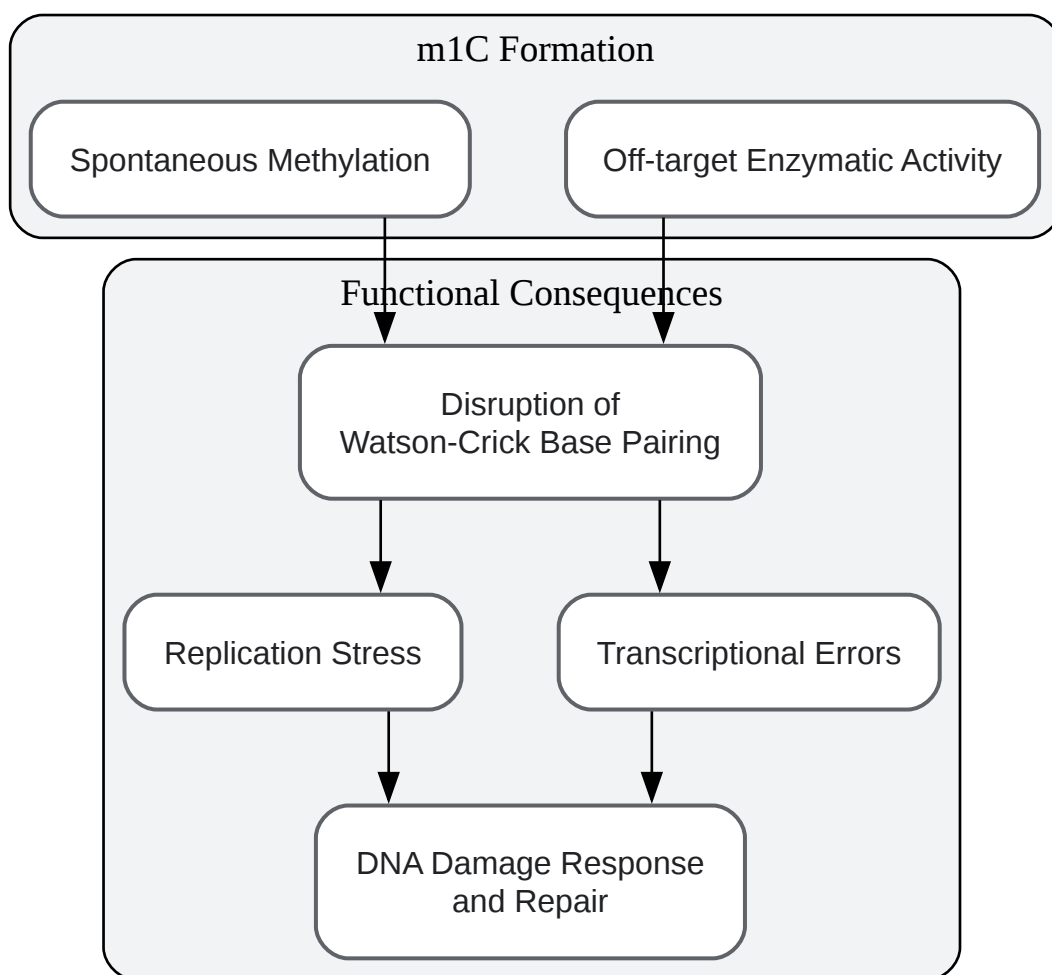 m1C Formation
Spontaneous Methylation
Off-target Enzymatic Activity
Functional Consequences
Disruption of
Watson-Crick Base Pairing
Replication Stress
Transcriptional Errors
DNA Damage Response
and Repair